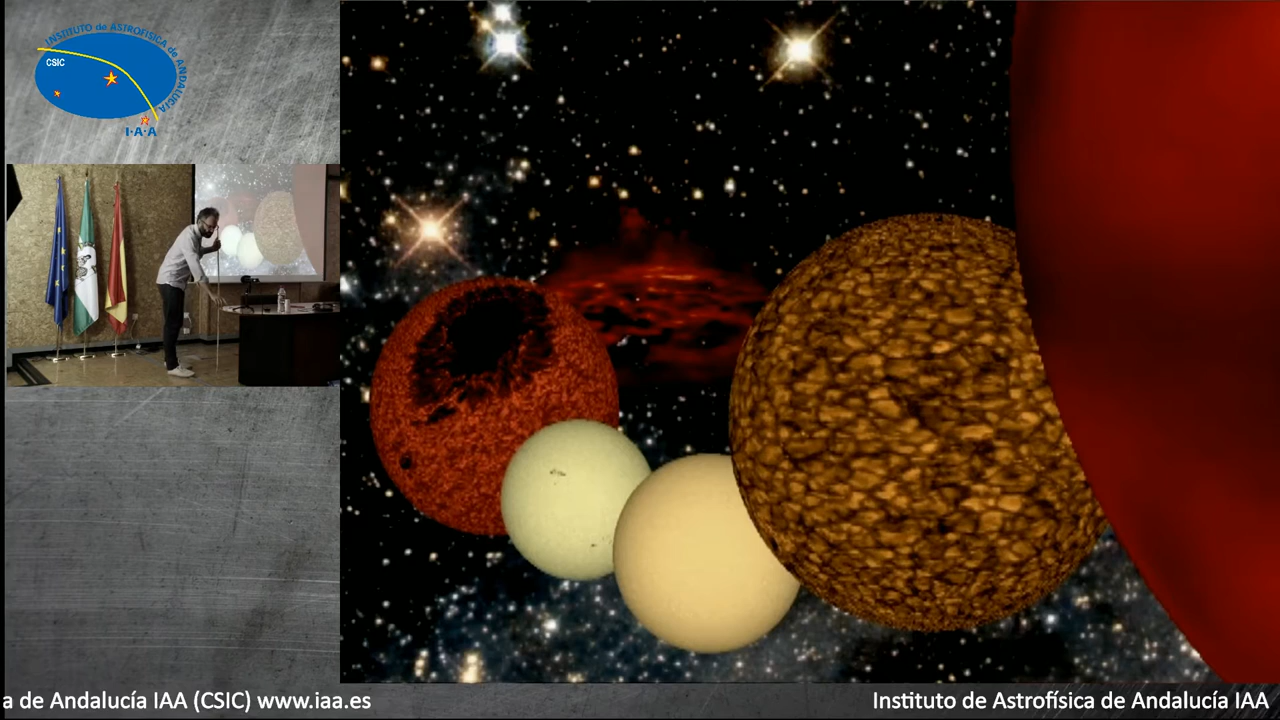 INSTITUTO de ASTROFÍSICA de ANDALUCÍA
CSIC
I·A·A
a de Andalucía IAA (CSIC) www.iaa.es
Instituto de Astrofísica de Andalucía IAA